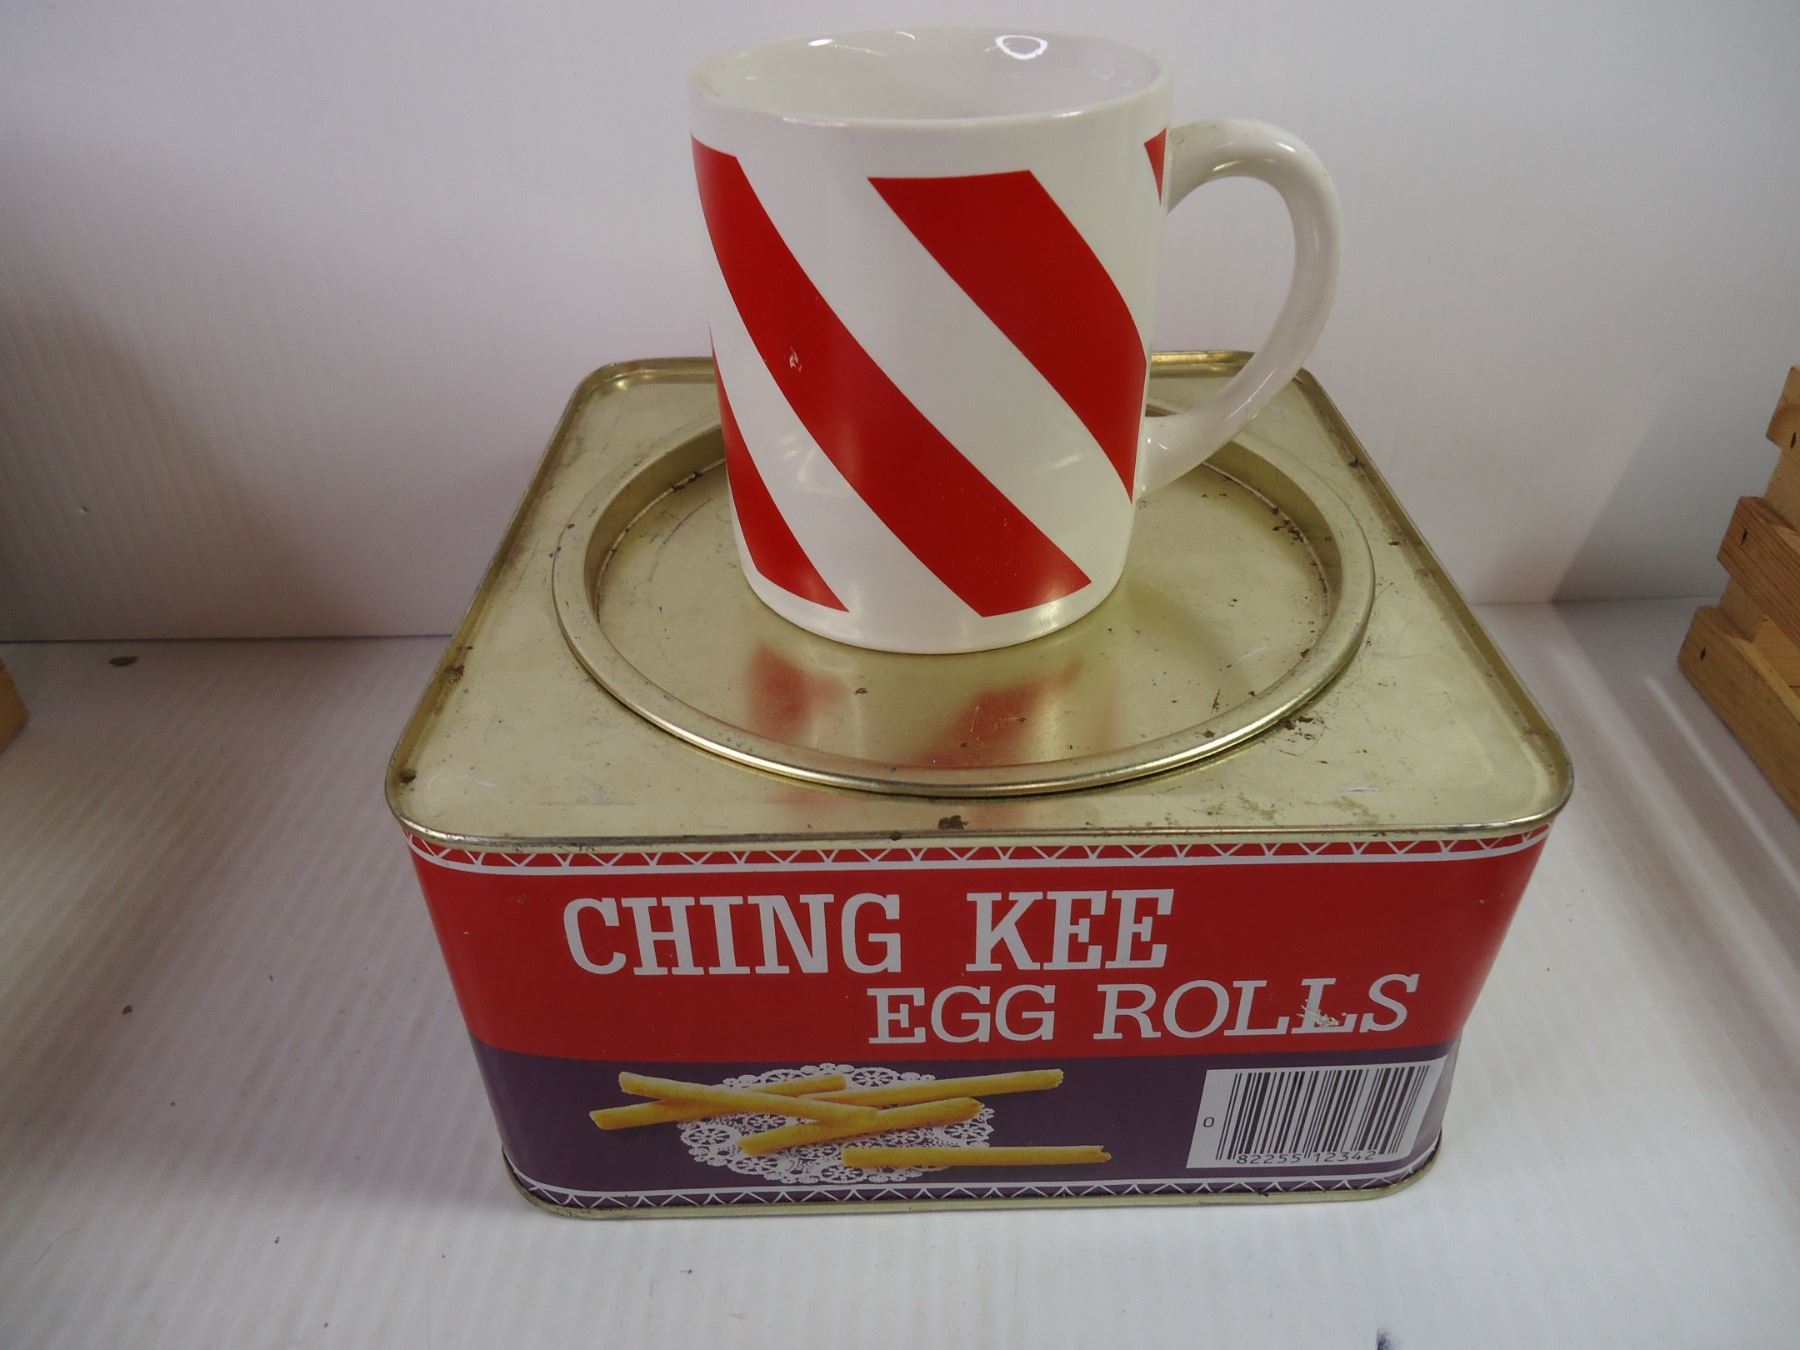 CHING KEE
EGG ROLLS
0 82255 12342